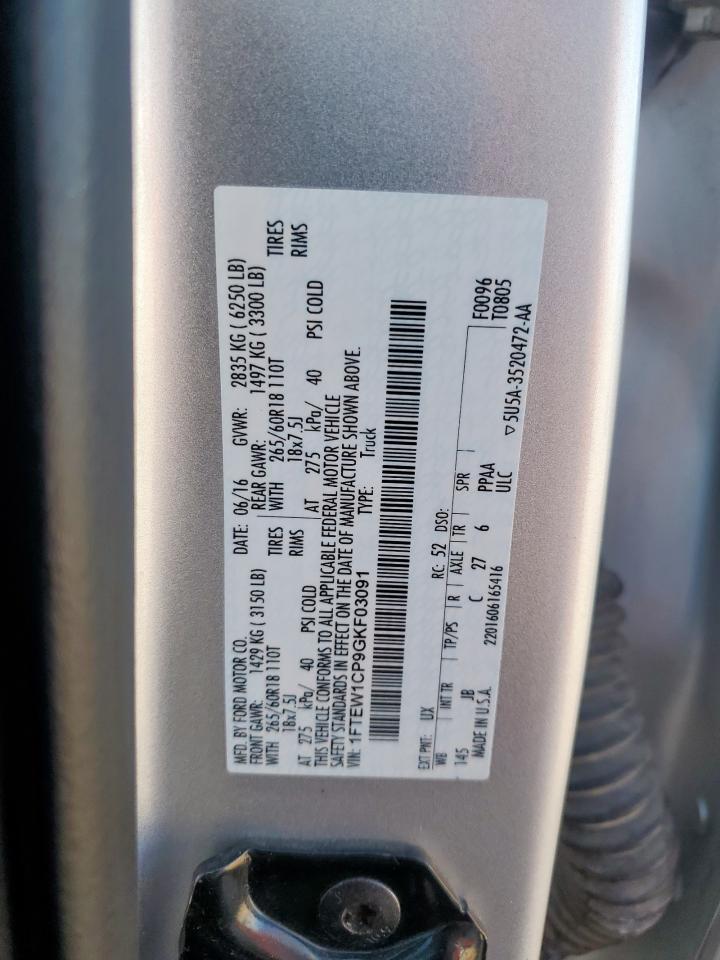 MFD. BY FORD MOTOR CO. DATE: 06/16 GVWR: 2835 KG ( 6250 LB)
FRONT GAWR: 1429 KG ( 3150 LB) REAR GAWR: 1497 KG ( 3300 LB)
WITH 265/60R18 110T TIRES WITH 265/60R18 110T TIRES
18x7.5J RIMS 18x7.5J RIMS
AT 275 kPa/ 40 PSI COLD AT 275 kPa/ 40 PSI COLD
THIS VEHICLE CONFORMS TO ALL APPLICABLE FEDERAL MOTOR VEHICLE
SAFETY STANDARDS IN EFFECT ON THE DATE OF MANUFACTURE SHOWN ABOVE.
VIN: 1FTEW1CP9GKF03091 TYPE: Truck
EXT PNT: UX RC: 52 DSO: F0096
WB INT TR TP/PS R AXLE TR SPR T0805
145 JB C 27 6 PPAA
MADE IN U.S.A. 2201606165416 ULC
▽ 5U5A-3520472-AA